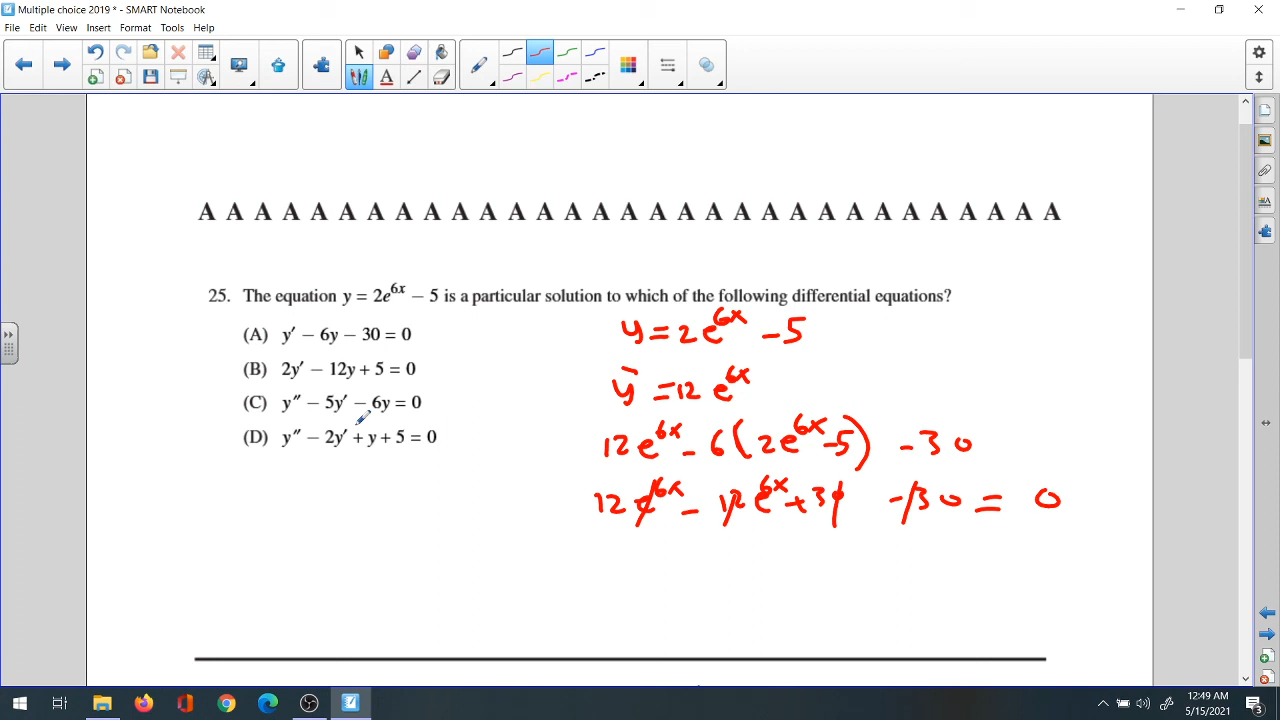 Multiple choice 2019 * - SMART Notebook
File Edit View Insert Format Tools Help
A A A A A A A A A A A A A A A A A A A A A A A A A A A A A A A
25. The equation y = 2e^{6x} − 5 is a particular solution to which of the following differential equations?
(A) y′ − 6y − 30 = 0
(B) 2y′ − 12y + 5 = 0
(C) y″ − 5y′ − 6y = 0
(D) y″ − 2y′ + y + 5 = 0
y = 2e^{6x} − 5
y′ = 12 e^{6x}
12e^{6x} − 6(2e^{6x} − 5) − 30
12e^{6x} − 12e^{6x} + 30 − 30 = 0
12:49 AM
5/15/2021
3